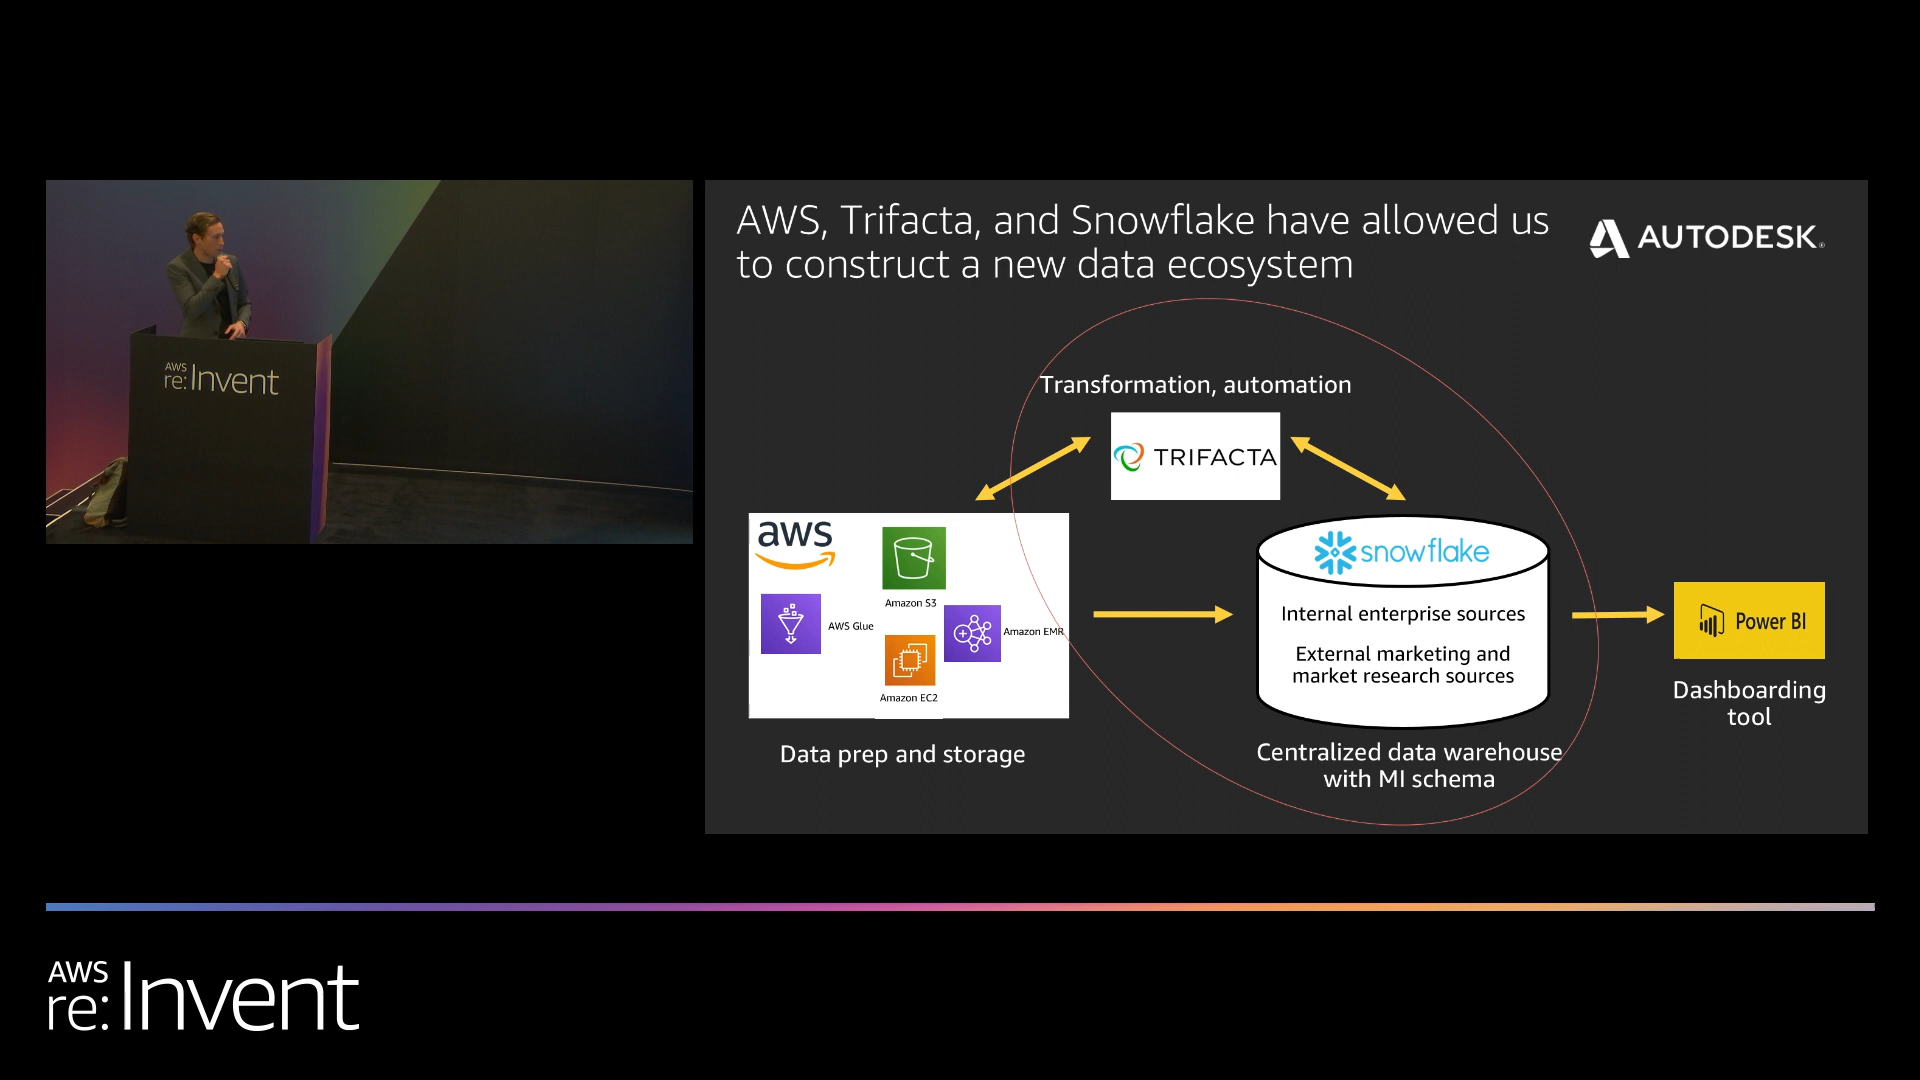 AWS
re:Invent
AWS, Trifacta, and Snowflake have allowed us
to construct a new data ecosystem
AUTODESK®
Transformation, automation
TRIFACTA
aws
Amazon S3
AWS Glue
Amazon EMR
Amazon EC2
Data prep and storage
snowflake
Internal enterprise sources
External marketing and
market research sources
Centralized data warehouse
with MI schema
Power BI
Dashboarding
tool
AWS
re:Invent